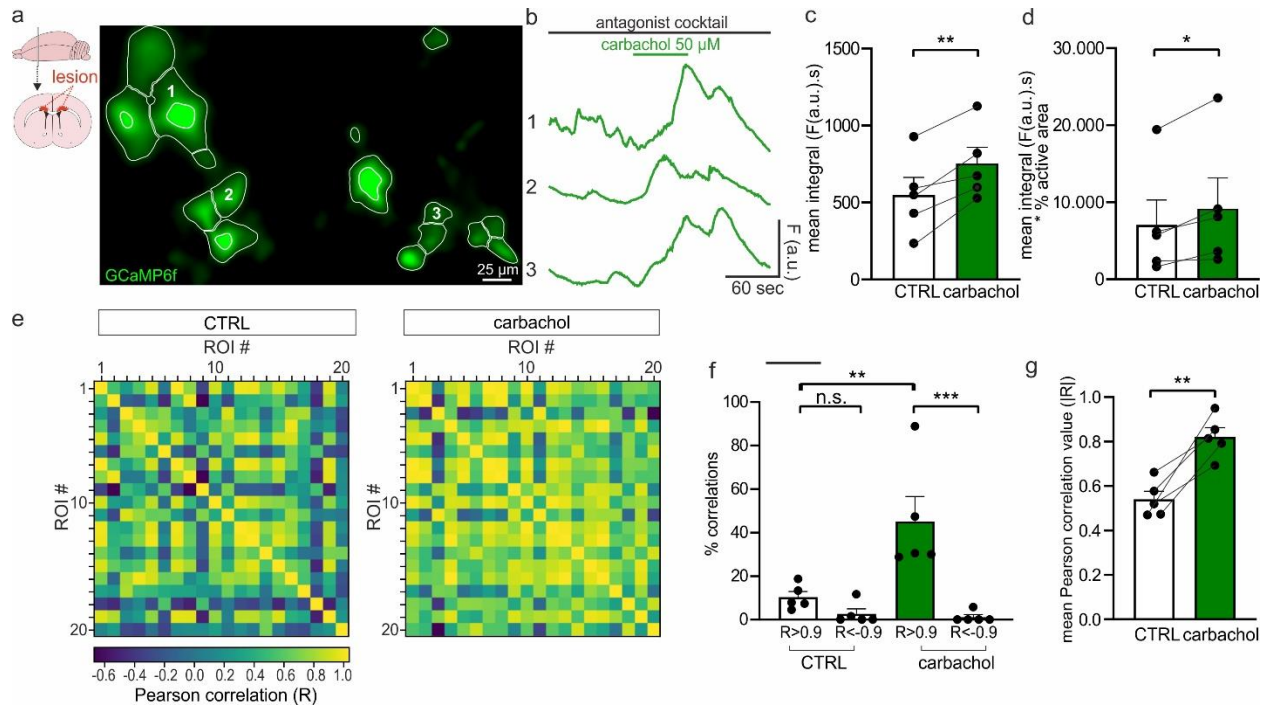 a
lesion
1
2
3
GCaMP6f
25 µm
b
antagonist cocktail
carbachol 50 µM
1
2
3
F (a.u.)
60 sec
c
mean integral (F(a.u.).s)
1500
1000
500
0
**
CTRL carbachol
d
mean integral (F(a.u.).s)
* % active area
30.000
20.000
10.000
0
*
CTRL carbachol
e
CTRL
ROI #
1 10 20
ROI #
1
10
20
carbachol
ROI #
1 10 20
-0.6 -0.4 -0.2 0.0 0.2 0.4 0.6 0.8 1.0
Pearson correlation (R)
f
% correlations
100
80
60
40
20
0
**
n.s.
***
R>0.9 R<-0.9 R>0.9 R<-0.9
CTRL carbachol
g
mean Pearson correlation value (|R|)
1.0
0.8
0.6
0.4
0.2
0.0
**
CTRL carbachol